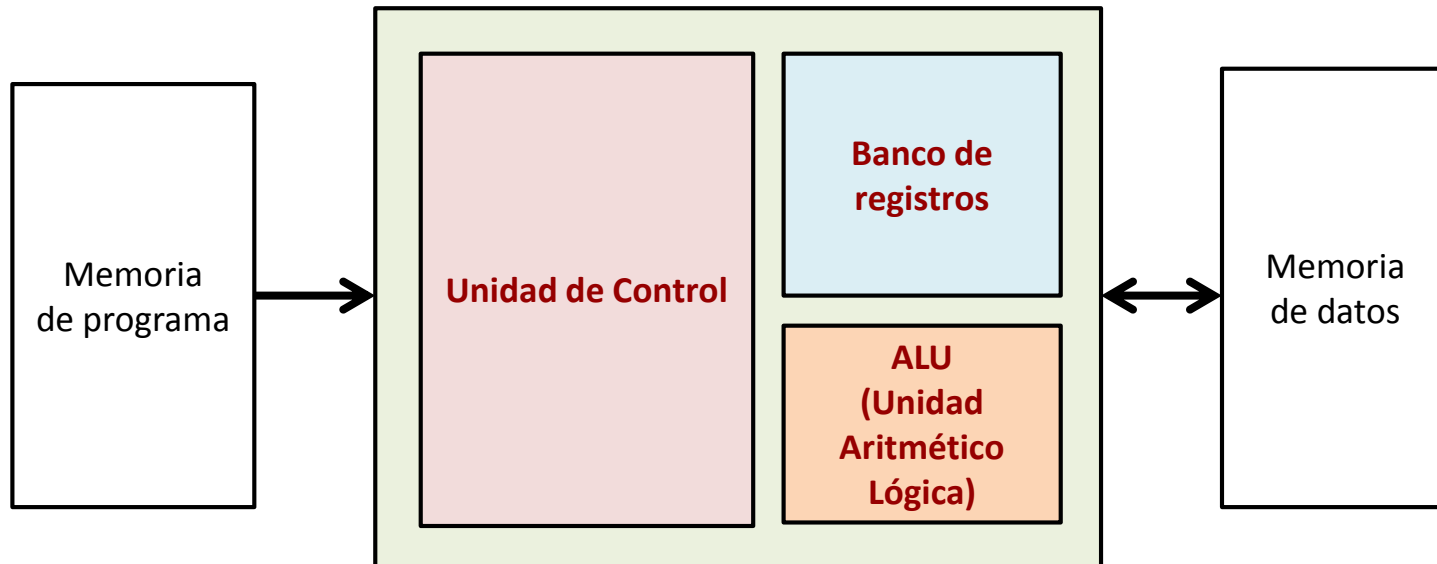 Memoria
de programa
Unidad de Control
Banco de
registros
ALU
(Unidad
Aritmético
Lógica)
Memoria
de datos